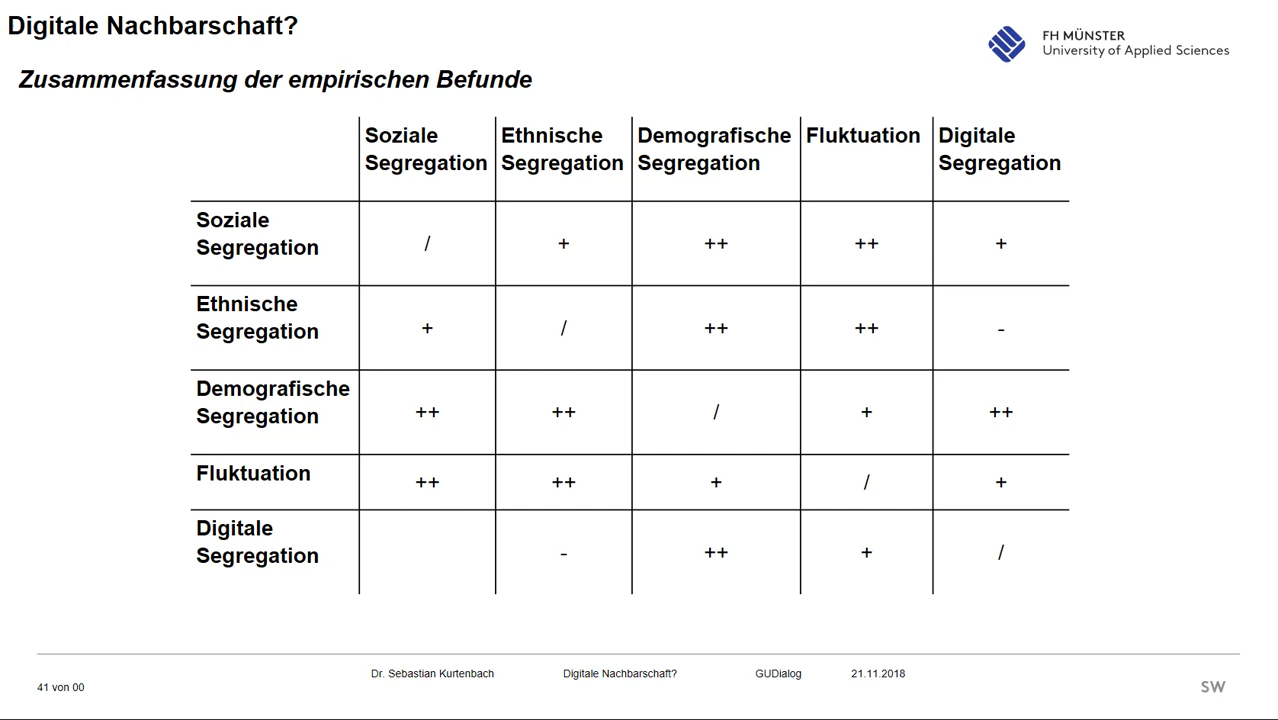 Digitale Nachbarschaft?
FH MÜNSTER
University of Applied Sciences
Zusammenfassung der empirischen Befunde
Soziale Segregation Ethnische Segregation Demografische Segregation Fluktuation Digitale Segregation
Soziale Segregation / + ++ ++ +
Ethnische Segregation + / ++ ++ -
Demografische Segregation ++ ++ / + ++
Fluktuation ++ ++ + / +
Digitale Segregation - ++ + /
Dr. Sebastian Kurtenbach Digitale Nachbarschaft? GUDialog 21.11.2018
41 von 00
SW